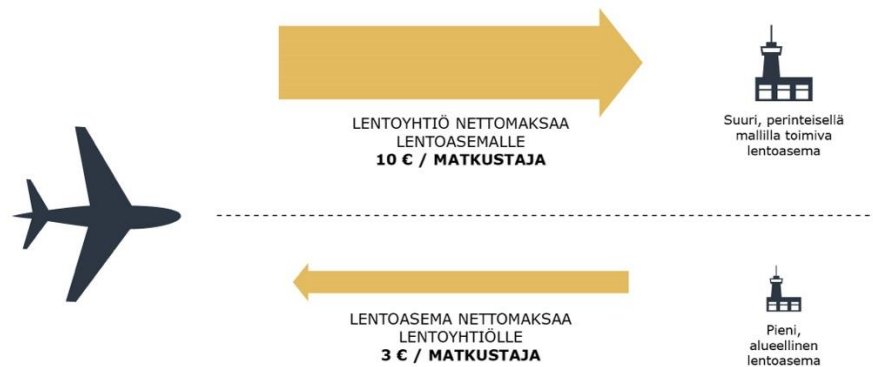 LENTOYHTIÖ NETTOMAKSAA
LENTOASEMALLE
10 € / MATKUSTAJA
Suuri, perinteisellä
mallilla toimiva
lentoasema
LENTOASEMA NETTOMAKSAA
LENTOYHTIÖLLE
3 € / MATKUSTAJA
Pieni,
alueellinen
lentoasema